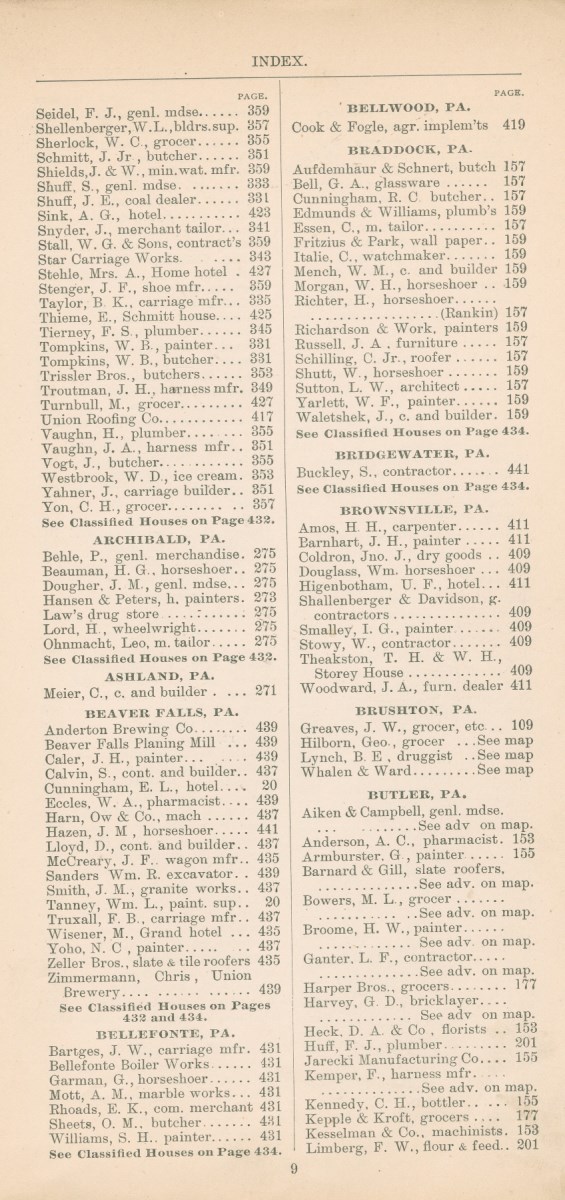 INDEX.
PAGE.
Seidel, F. J., genl. mdse...... 359
Shellenberger,W.L.,bldrs.sup. 357
Sherlock, W. C., grocer...... 355
Schmitt, J. Jr., butcher...... 351
Shields,J. & W., min.wat. mfr. 359
Shuff, S., genl. mdse. ....... 333
Shuff, J. E., coal dealer...... 331
Sink, A. G., hotel........... 423
Snyder, J., merchant tailor... 341
Stall, W. G. & Sons, contract's 359
Star Carriage Works. ..... 343
Stehle, Mrs. A., Home hotel . 427
Stenger, J. F., shoe mfr..... 359
Taylor, B. K., carriage mfr... 335
Thieme, E., Schmitt house.... 425
Tierney, F. S., plumber...... 345
Tompkins, W. B., painter... 331
Tompkins, W. B., butcher.... 331
Trissler Bros., butchers...... 353
Troutman, J. H., harness mfr. 349
Turnbull, M., grocer......... 427
Union Roofing Co............ 417
Vaughn, H., plumber........ 355
Vaughn, J. A., harness mfr.. 351
Vogt, J., butcher............ 355
Westbrook, W. D., ice cream. 353
Yahner, J., carriage builder.. 351
Yon, C. H., grocer........ 357
See Classified Houses on Page 432.
ARCHIBALD, PA.
Behle, P., genl. merchandise. 275
Beauman, H. G., horseshoer.. 275
Dougher, J. M., genl. mdse... 275
Hansen & Peters, h. painters. 273
Law's drug store ........... 275
Lord, H., wheelwright....... 275
Ohnmacht, Leo, m. tailor..... 275
See Classified Houses on Page 432.
ASHLAND, PA.
Meier, C., c. and builder . .... 271
BEAVER FALLS, PA.
Anderton Brewing Co........ 439
Beaver Falls Planing Mill ... 439
Caler, J. H., painter... .... 439
Calvin, S., cont. and builder.. 437
Cunningham, E. L., hotel.... 20
Eccles, W. A., pharmacist.... 439
Harn, Ow & Co., mach ...... 437
Hazen, J. M , horseshoer..... 441
Lloyd, D., cont. and builder.. 437
McCreary, J. F.. wagon mfr.. 435
Sanders Wm. R. excavator. . 439
Smith, J. M., granite works.. 437
Tanney, Wm. L., paint. sup.. 20
Truxall, F. B., carriage mfr.. 437
Wisener, M., Grand hotel ... 435
Yoho, N. C , painter..... .. 437
Zeller Bros., slate & tile roofers 435
Zimmermann, Chris , Union
Brewery.... ...... ....... 439
See Classified Houses on Pages
432 and 434.
BELLEFONTE, PA.
Bartges, J. W., carriage mfr. 431
Bellefonte Boiler Works ..... 431
Garman, G., horseshoer...... 431
Mott, A. M., marble works... 431
Rhoads, E. K., com. merchant 431
Sheets, O. M., butcher....... 431
Williams, S. H., painter..... 431
See Classified Houses on Page 434.
PAGE.
BELLWOOD, PA.
Cook & Fogle, agr. implem'ts 419
BRADDOCK, PA.
Aufdemhaur & Schnert, butch 157
Bell, G. A., glassware ...... 157
Cunningham, R. C butcher.. 157
Edmunds & Williams, plumb's 159
Essen, C., m. tailor.......... 157
Fritzius & Park, wall paper.. 159
Italie, C., watchmaker....... 159
Mench, W. M., c. and builder 159
Morgan, W. H., horseshoer .. 159
Richter, H., horseshoer......
...................(Rankin) 157
Richardson & Work, painters 159
Russell, J. A , furniture ..... 157
Schilling, C. Jr., roofer ...... 157
Shutt, W., horseshoer ....... 159
Sutton, L. W., architect ..... 157
Yarlett, W. F., painter...... 159
Waletshek, J., c. and builder. 159
See Classified Houses on Page 434.
BRIDGEWATER, PA.
Buckley, S., contractor....... 441
See Classified Houses on Page 434.
BROWNSVILLE, PA.
Amos, H. H., carpenter...... 411
Barnhart, J. H., painter ..... 411
Coldron, Jno. J., dry goods .. 409
Douglass, Wm. horseshoer ... 409
Higenbotham, U. F., hotel... 411
Shallenberger & Davidson, g.
contractors ................. 409
Smalley, I. G., painter....... 409
Stowy, W., contractor....... 409
Theakston, T. H. & W. H.,
Storey House ............. 409
Woodward, J. A., furn. dealer 411
BRUSHTON, PA.
Greaves, J. W., grocer, etc... 109
Hilborn, Geo., grocer ...See map
Lynch, B. E , druggist ..See map
Whalen & Ward.........See map
BUTLER, PA.
Aiken & Campbell, genl. mdse.
... .........See adv on map.
Anderson, A. C., pharmacist. 153
Armburster, G., painter ..... 155
Barnard & Gill, slate roofers,
..............See adv. on map.
Bowers, M. L., grocer .......
............ ..See adv. on map.
Broome, H. W., painter......
............. See adv. on map.
Ganter, L. F., contractor.....
..............See adv. on map.
Harper Bros., grocers........ 177
Harvey, G. D., bricklayer....
............. See adv on map.
Heck, D. A. & Co , florists .. 153
Huff, F. J., plumber......... 201
Jarecki Manufacturing Co.... 155
Kemper, F., harness mfr.
..............See adv. on map.
Kennedy, C. H., bottler..... 155
Kepple & Kroft, grocers .... 177
Kesselman & Co., machinists. 153
Limberg, F. W., flour & feed.. 201
9